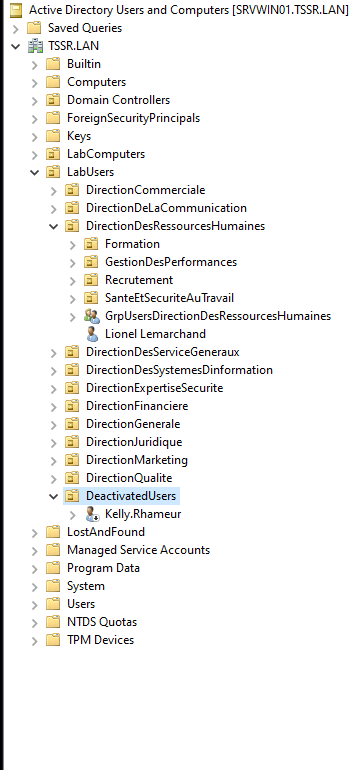 Active Directory Users and Computers [SRVWIN01.TSSR.LAN]
Saved Queries
TSSR.LAN
Builtin
Computers
Domain Controllers
ForeignSecurityPrincipals
Keys
LabComputers
LabUsers
DirectionCommerciale
DirectionDeLaCommunication
DirectionDesRessourcesHumaines
Formation
GestionDesPerformances
Recrutement
SanteEtSecuriteAuTravail
GrpUsersDirectionDesRessourcesHumaines
Lionel Lemarchand
DirectionDesServiceGeneraux
DirectionDesSystemesDinformation
DirectionExpertiseSecurite
DirectionFinanciere
DirectionGenerale
DirectionJuridique
DirectionMarketing
DirectionQualite
DeactivatedUsers
Kelly.Rhameur
LostAndFound
Managed Service Accounts
Program Data
System
Users
NTDS Quotas
TPM Devices